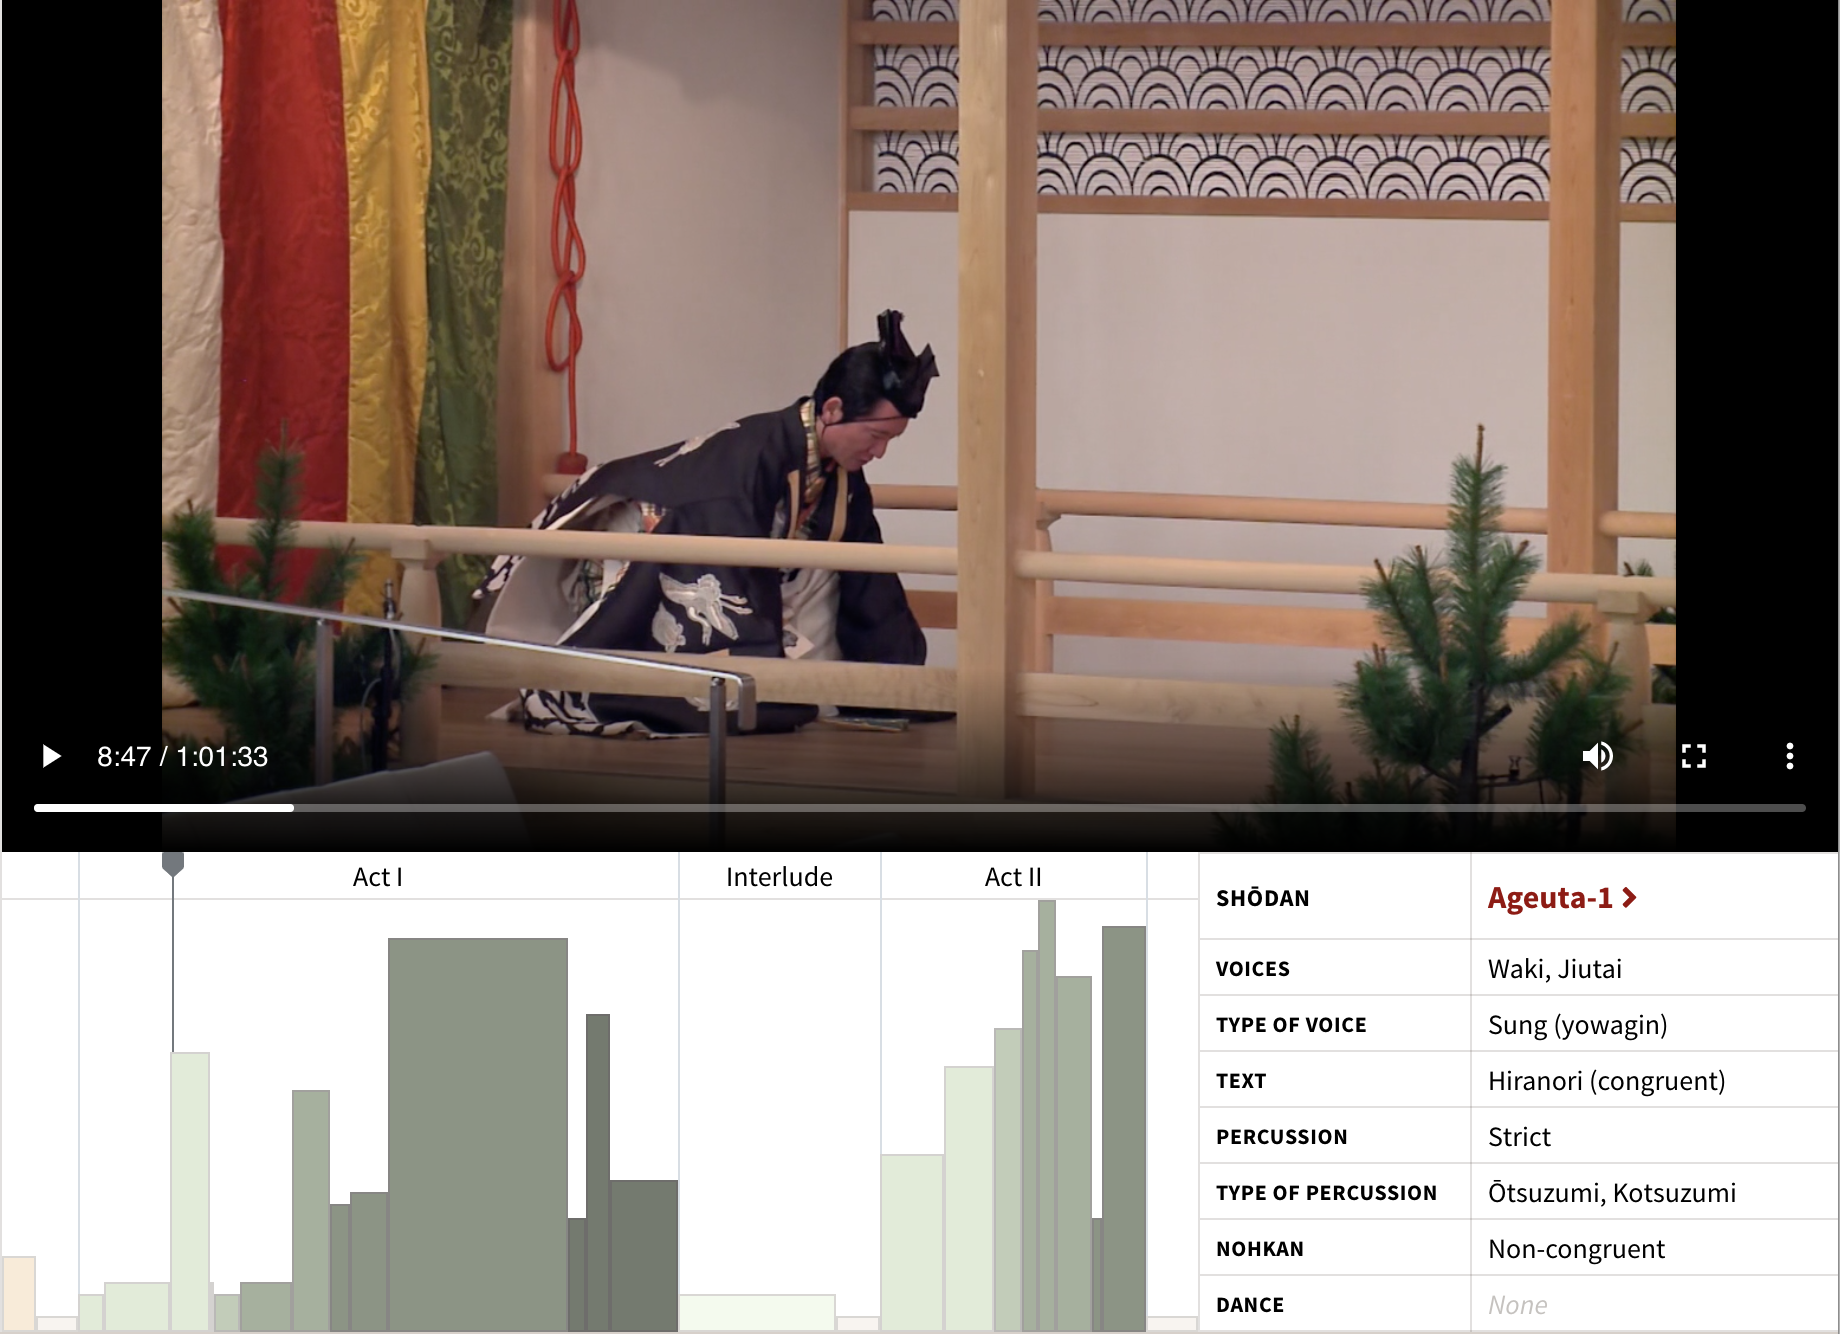 8:47 / 1:01:33
Act I
Interlude
Act II
SHŌDAN
Ageuta-1
VOICES
Waki, Jiutai
TYPE OF VOICE
Sung (yowagin)
TEXT
Hiranori (congruent)
PERCUSSION
Strict
TYPE OF PERCUSSION
Ōtsuzumi, Kotsuzumi
NOHKAN
Non-congruent
DANCE
None